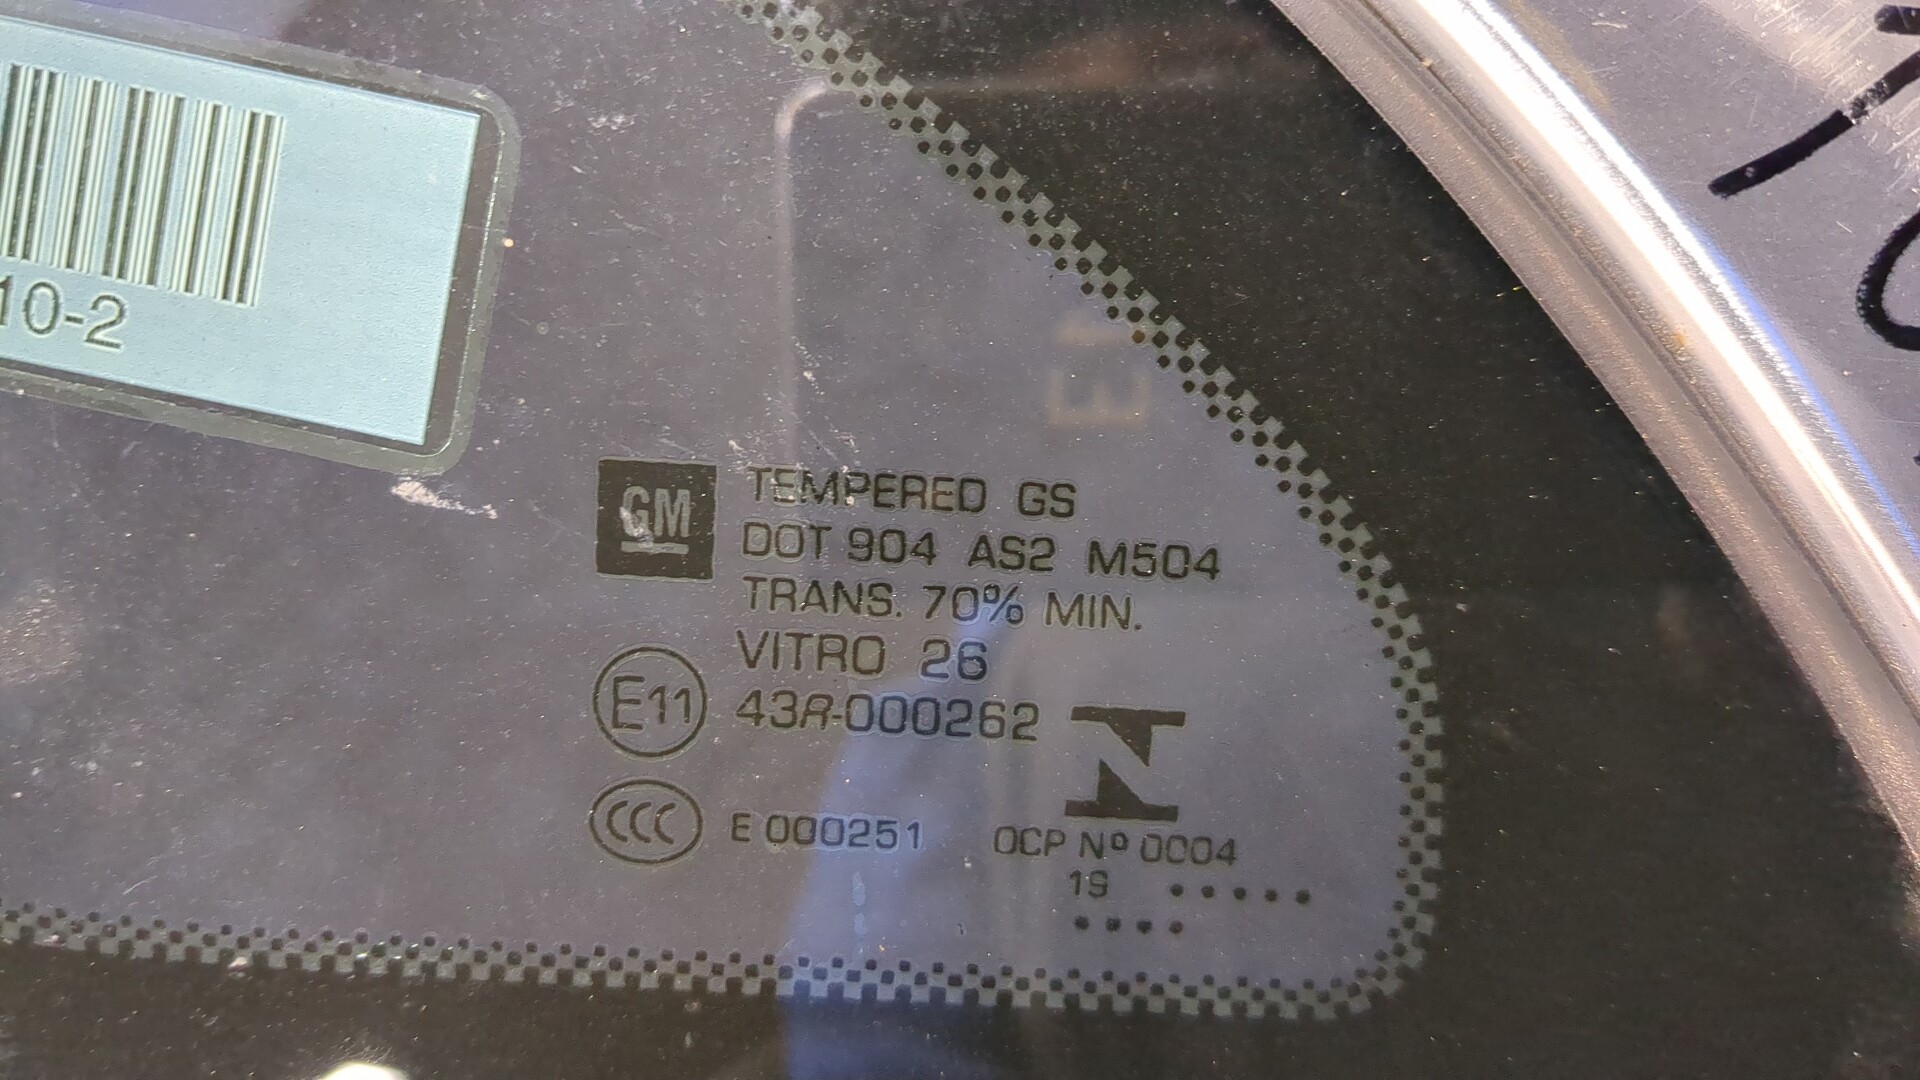 10-2
GM
TEMPERED GS
DOT 904 AS2 M504
TRANS. 70% MIN.
VITRO 26
E11 43R-000262
CCC E 000251
OCP Nº 0004
19